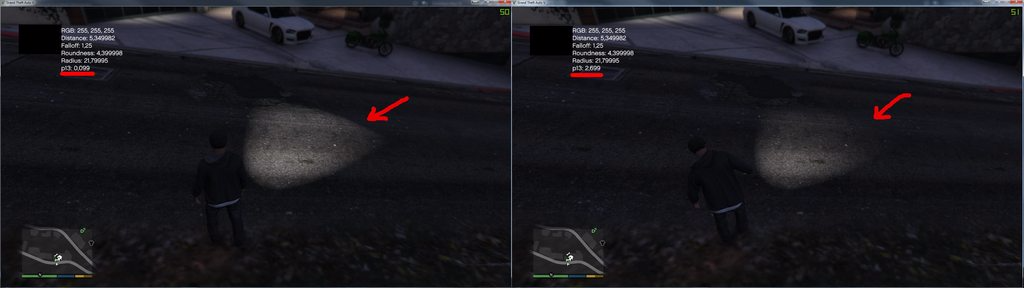 Grand Theft Auto V
50
RGB: 255, 255, 255
Distance: 5,349982
Falloff: 1,25
Roundness: 4,399998
Radius: 21,79995
p13: 0,099
Grand Theft Auto V
51
RGB: 255, 255, 255
Distance: 5,349982
Falloff: 1,25
Roundness: 4,399998
Radius: 21,79995
p13: 2,699